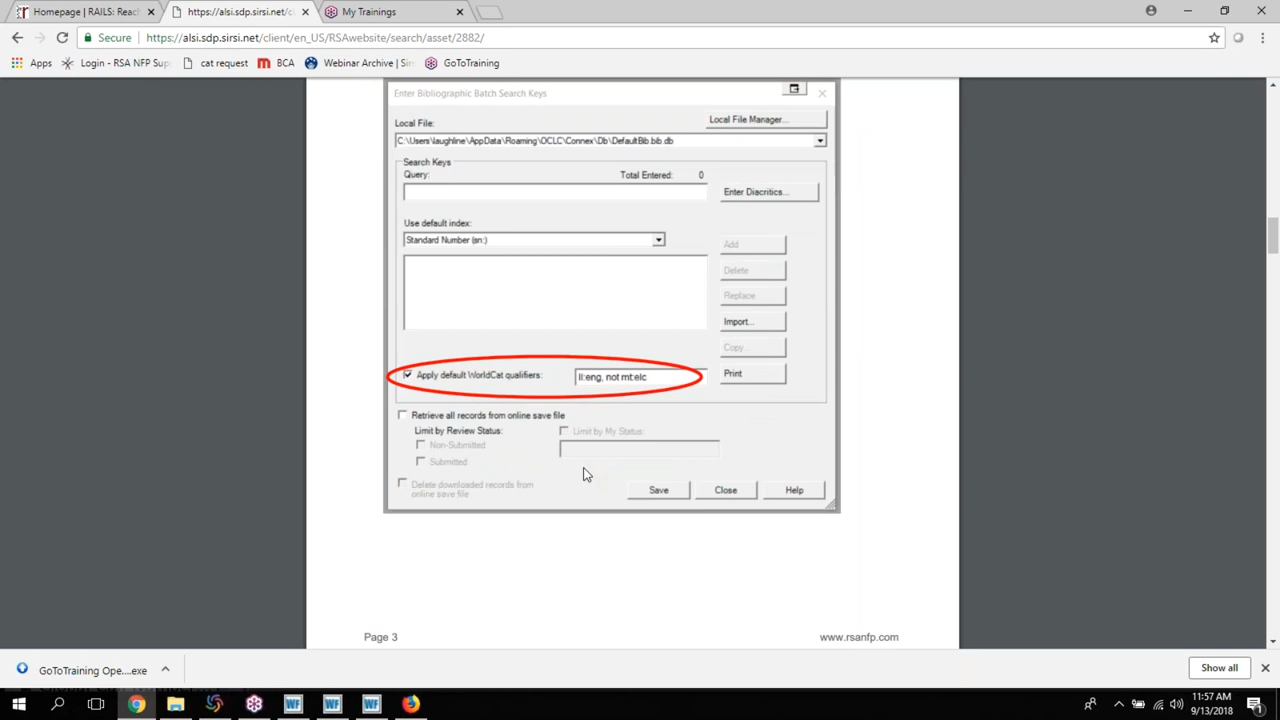 Homepage | RAILS: Reac
https://alsi.sdp.sirsi.net/cl
My Trainings
Secure
https://alsi.sdp.sirsi.net/client/en_US/RSAwebsite/search/asset/2882/
Apps
Login - RSA NFP Sup
cat request
BCA
Webinar Archive | Sirs
GoToTraining
Enter Bibliographic Batch Search Keys
Local File:
Local File Manager...
C:\Users\laughline\AppData\Roaming\OCLC\Connex\Db\DefaultBib.bib.db
Search Keys
Query:
Total Entered: 0
Enter Diacritics...
Use default index:
Standard Number (sn:)
Add
Delete
Replace
Import...
Copy...
Print
Apply default WorldCat qualifiers:
ll:eng, not mt:elc
Retrieve all records from online save file
Limit by Review Status:
Limit by My Status:
Non-Submitted
Submitted
Delete downloaded records from
online save file
Save
Close
Help
Page 3
www.rsanfp.com
GoToTraining Ope....exe
Show all
11:57 AM
9/13/2018
1